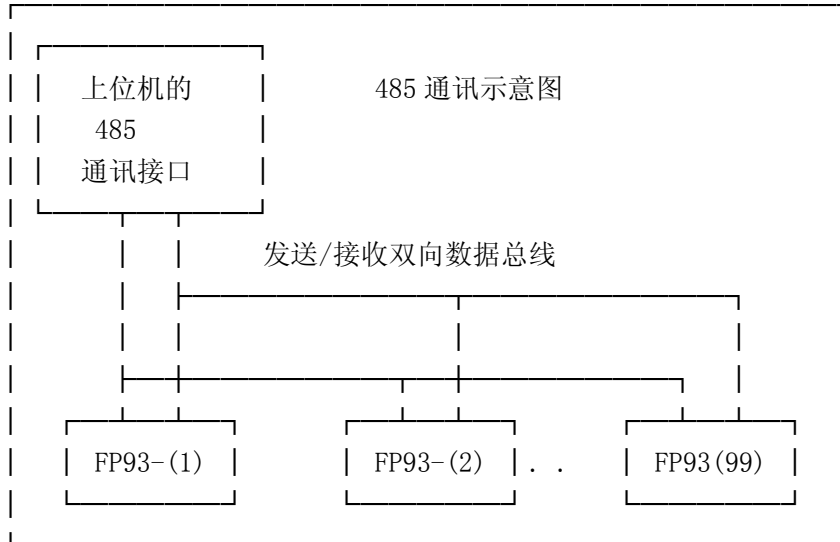 上位机的 485 通讯示意图
485
通讯接口
发送/接收双向数据总线
FP93-(1) FP93-(2) . . FP93(99)